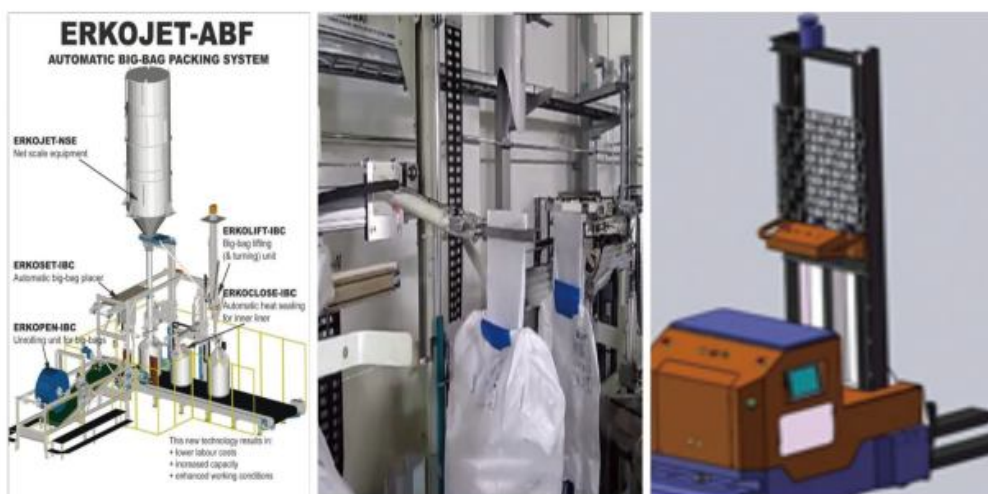 ERKOJET-ABF
AUTOMATIC BIG-BAG PACKING SYSTEM
ERKOJET-NSE
Net scale equipment
ERKOLIFT-IBC
Big-bag lifting
(& turning) unit
ERKOSET-IBC
Automatic big-bag placer
ERKOCLOSE-IBC
Automatic heat sealing
for inner liner
ERKOPEN-IBC
Unrolling unit for big-bags
This new technology results in:
+ lower labour costs
+ increased capacity
+ enhanced working conditions